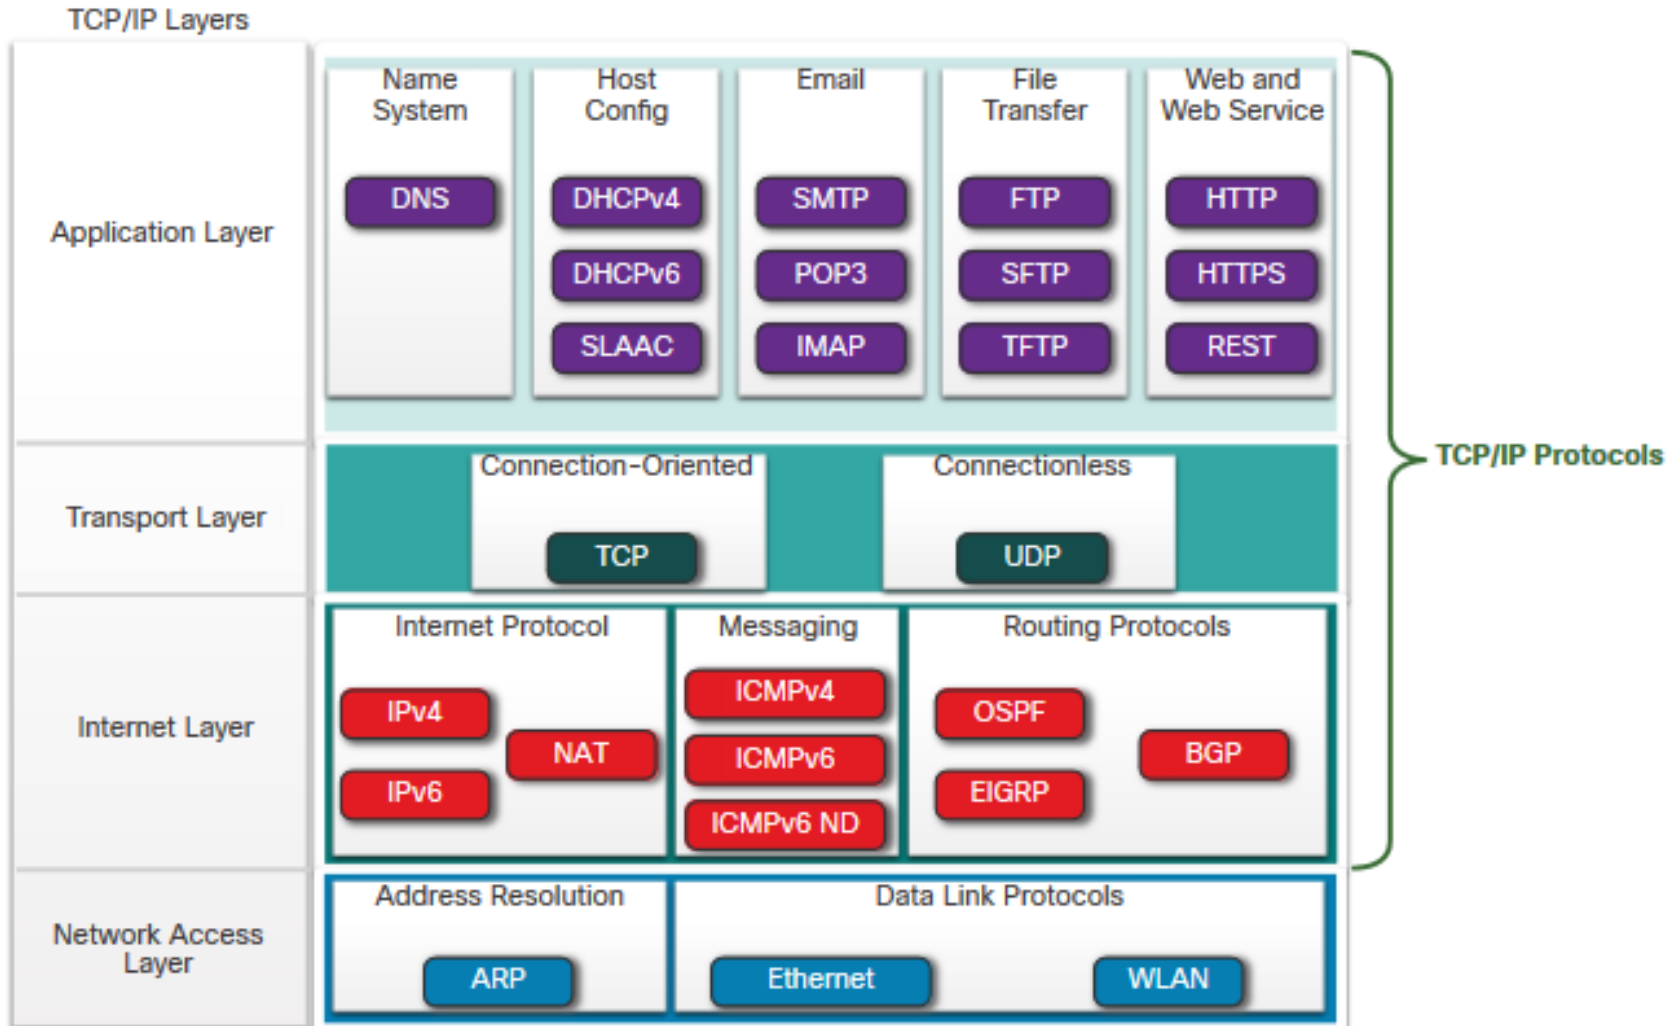 TCP/IP Layers
Application Layer
Name
System
DNS
Host
Config
DHCPv4
DHCPv6
SLAAC
Email
SMTP
POP3
IMAP
File
Transfer
FTP
SFTP
TFTP
Web and
Web Service
HTTP
HTTPS
REST
Transport Layer
Connection-Oriented
TCP
Connectionless
UDP
Internet Layer
Internet Protocol
IPv4
NAT
IPv6
Messaging
ICMPv4
ICMPv6
ICMPv6 ND
Routing Protocols
OSPF
BGP
EIGRP
Network Access
Layer
Address Resolution
ARP
Data Link Protocols
Ethernet
WLAN
TCP/IP Protocols